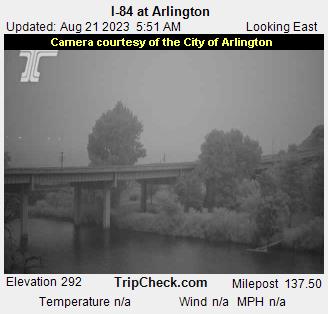 I-84 at Arlington
Updated: Aug 21 2023 5:51 AM Looking East
Camera courtesy of the City of Arlington
Elevation 292 TripCheck.com Milepost 137.50
Temperature n/a Wind n/a MPH n/a